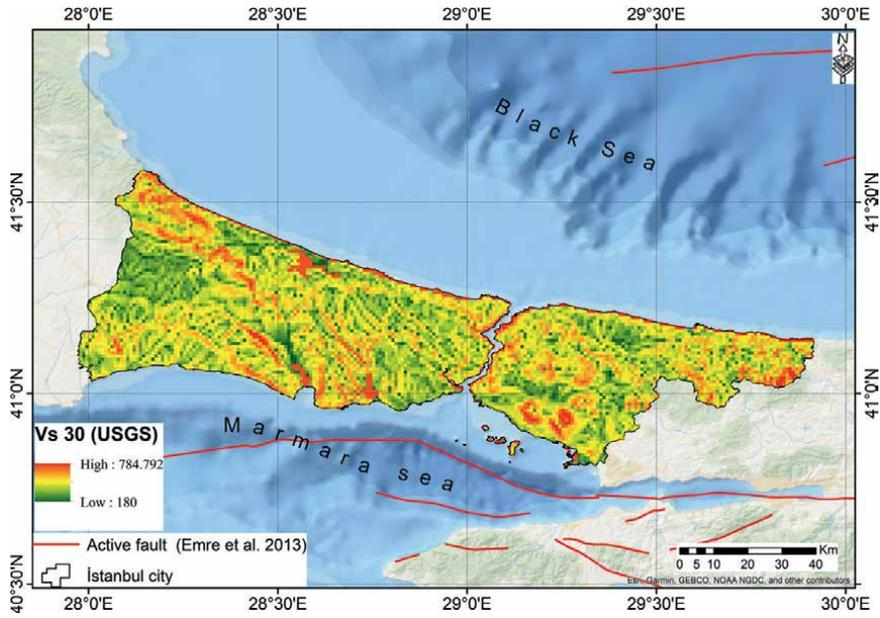 28°0'E 28°30'E 29°0'E 29°30'E 30°0'E
N
Black Sea
41°30'N 41°30'N
41°0'N 41°0'N
Marmara sea
Vs 30 (USGS)
High : 784.792
Low : 180
Active fault (Emre et al. 2013)
İstanbul city
Km
0 5 10 20 30 40
Esri, Garmin, GEBCO, NOAA NGDC, and other contributors
40°30'N 40°30'N
28°0'E 28°30'E 29°0'E 29°30'E 30°0'E